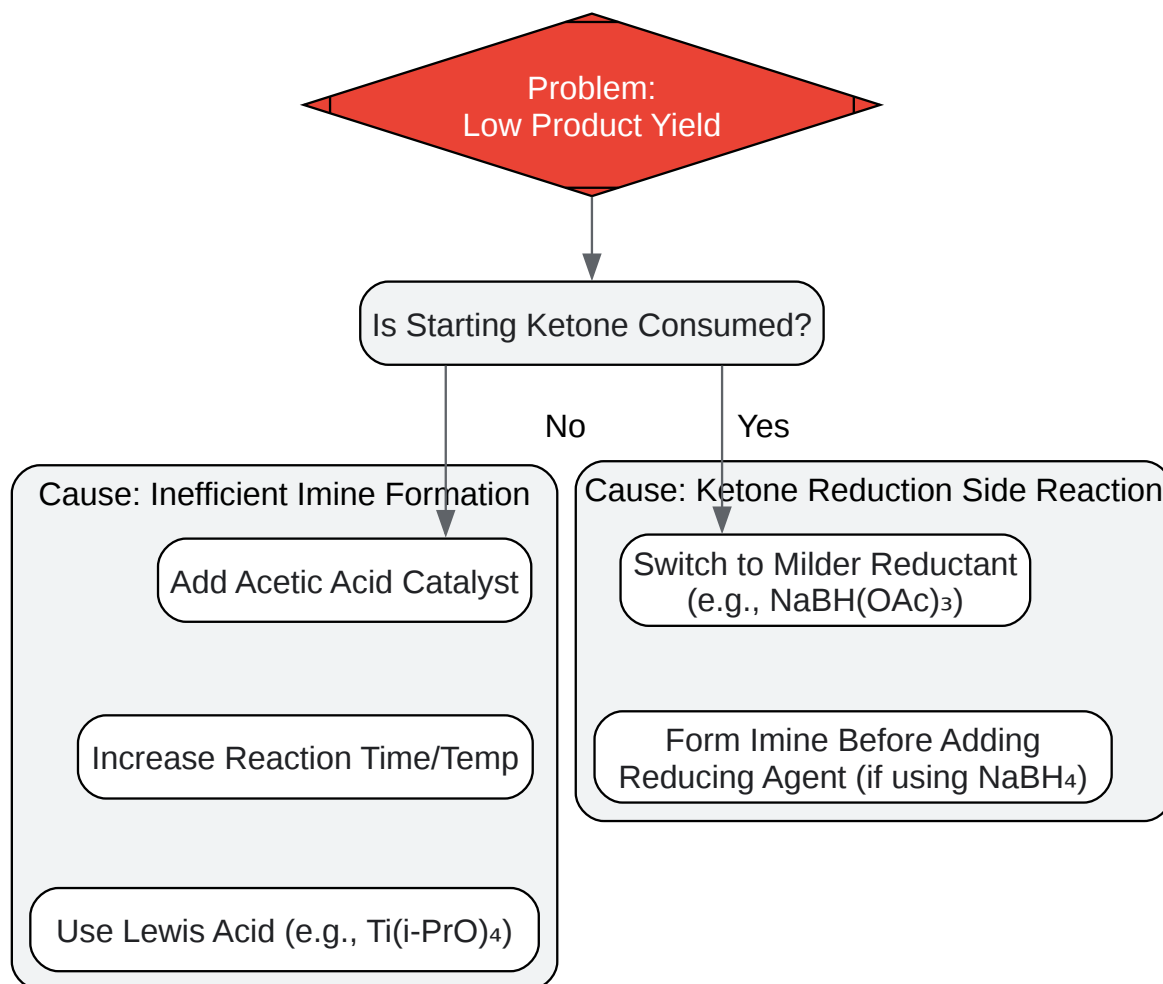 Problem:
Low Product Yield
Is Starting Ketone Consumed?
No
Yes
Cause: Inefficient Imine Formation
Add Acetic Acid Catalyst
Increase Reaction Time/Temp
Use Lewis Acid (e.g., Ti(i-PrO)₄)
Cause: Ketone Reduction Side Reaction
Switch to Milder Reductant
(e.g., NaBH(OAc)₃)
Form Imine Before Adding
Reducing Agent (if using NaBH₄)